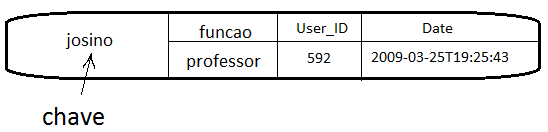 josino
funcao User_ID Date
professor 592 2009-03-25T19:25:43
chave